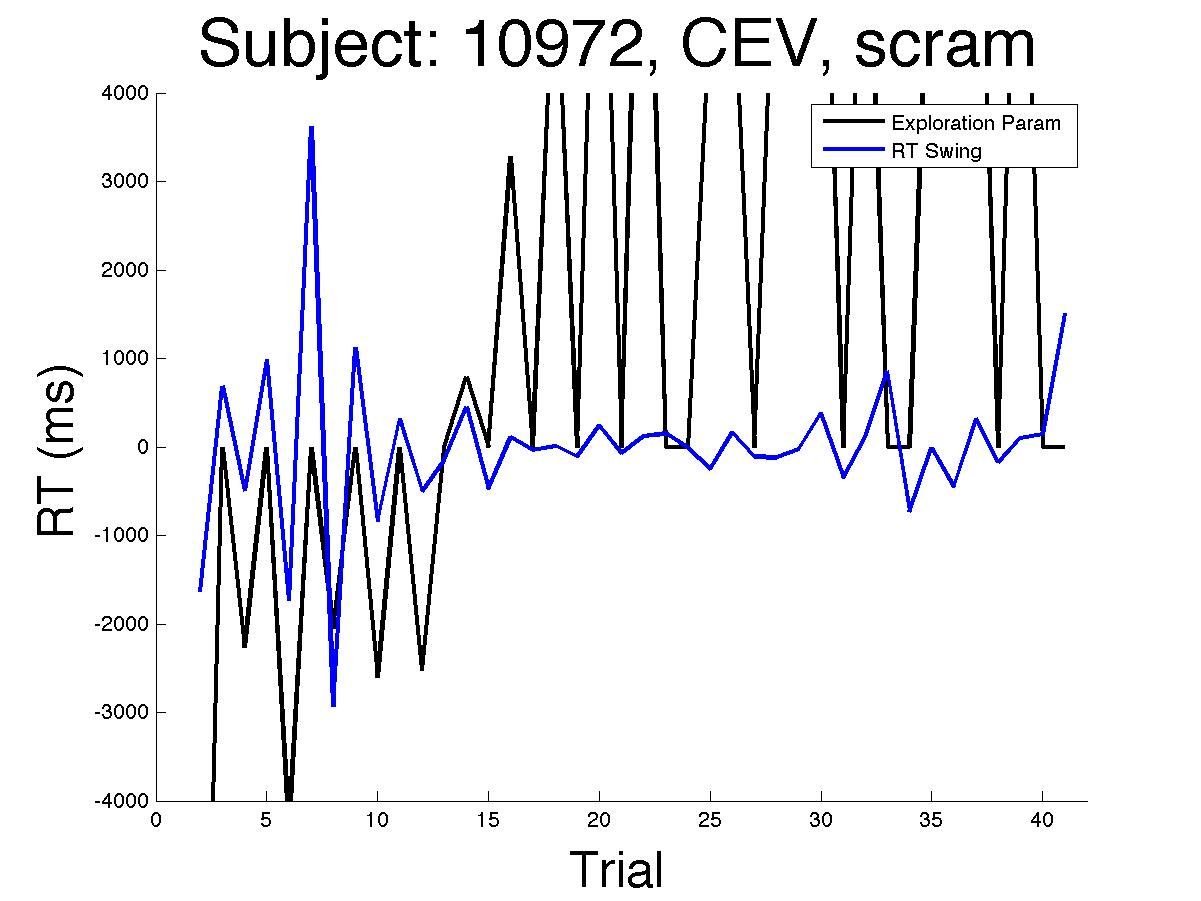 Subject: 10972, CEV, scram
4000
3000
2000
1000
0
-1000
-2000
-3000
-4000
RT (ms)
Exploration Param
RT Swing
0 5 10 15 20 25 30 35 40
Trial